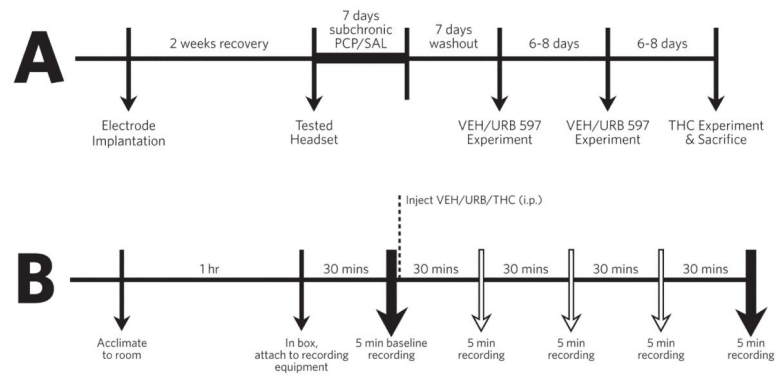 A
2 weeks recovery
7 days
subchronic
PCP/SAL
7 days
washout
6-8 days
6-8 days
Electrode
Implantation
Tested
Headset
VEH/URB 597
Experiment
VEH/URB 597
Experiment
THC Experiment
& Sacrifice
B
Inject VEH/URB/THC (i.p.)
1 hr
30 mins
30 mins
30 mins
30 mins
30 mins
Acclimate
to room
In box,
attach to recording
equipment
5 min baseline
recording
5 min
recording
5 min
recording
5 min
recording
5 min
recording